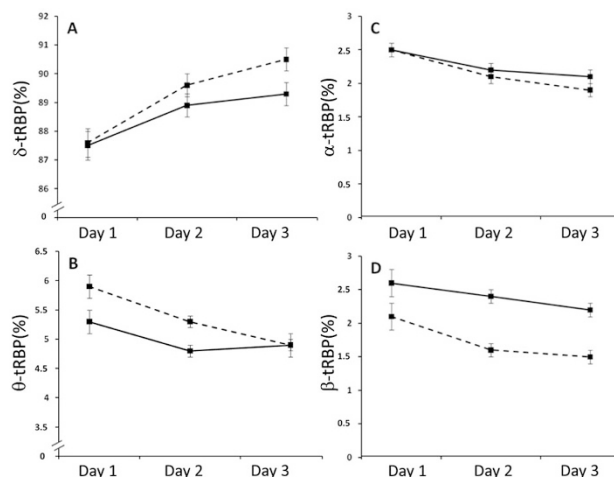 A
δ-tRBP(%)
92
91
90
89
88
87
86
0
Day 1 Day 2 Day 3
C
α-tRBP(%)
3
2.5
2
1.5
1
0.5
0
Day 1 Day 2 Day 3
B
θ-tRBP(%)
6.5
6
5.5
5
4.5
4
3.5
0
Day 1 Day 2 Day 3
D
β-tRBP(%)
3
2.5
2
1.5
1
0.5
0
Day 1 Day 2 Day 3